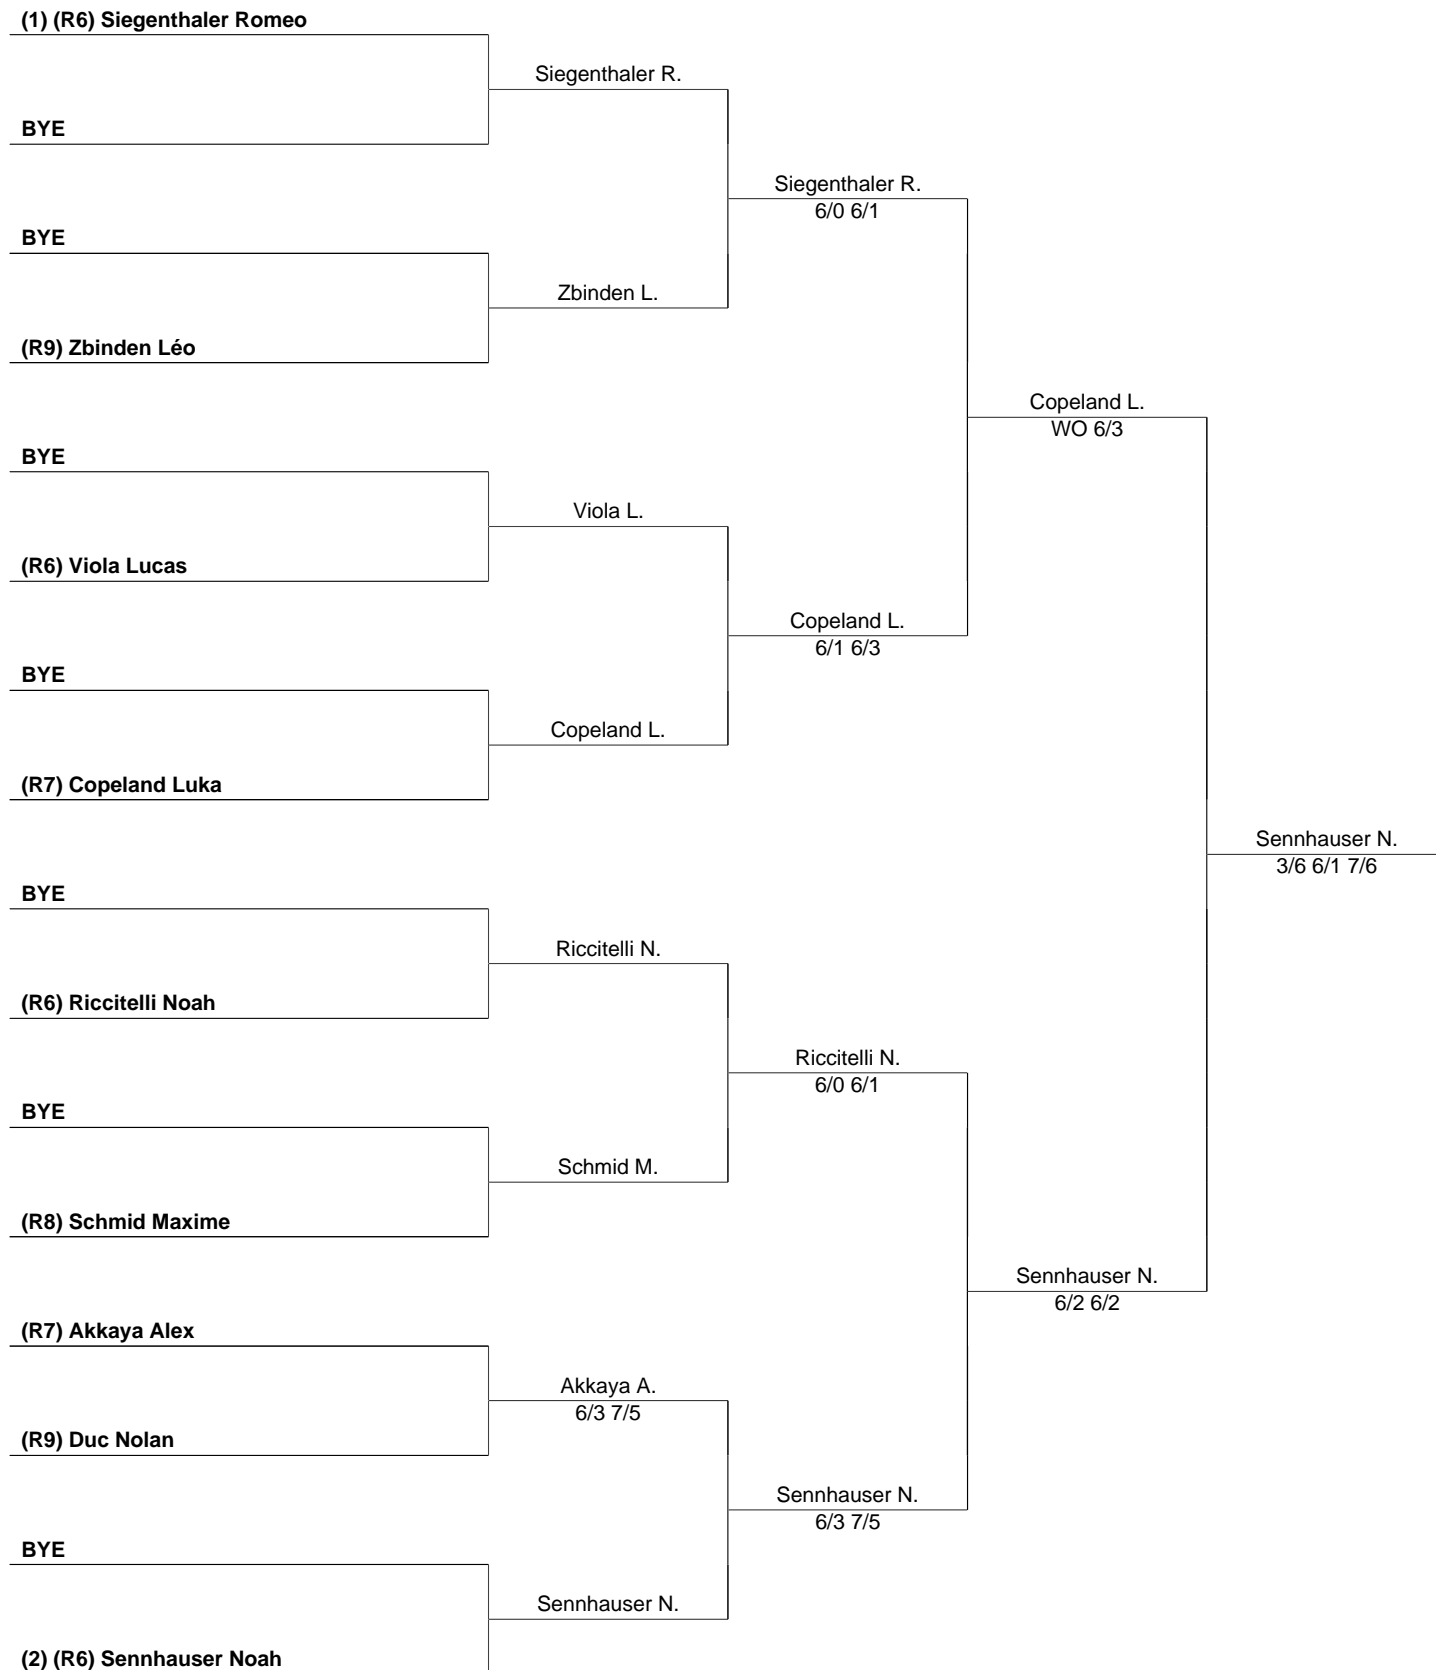 (1) (R6) Siegenthaler Romeo
Siegenthaler R.
BYE
Siegenthaler R.
6/0 6/1
BYE
Zbinden L.
(R9) Zbinden Léo
Copeland L.
WO 6/3
BYE
Viola L.
(R6) Viola Lucas
Copeland L.
6/1 6/3
BYE
Copeland L.
(R7) Copeland Luka
Sennhauser N.
3/6 6/1 7/6
BYE
Riccitelli N.
(R6) Riccitelli Noah
Riccitelli N.
6/0 6/1
BYE
Schmid M.
(R8) Schmid Maxime
Sennhauser N.
6/2 6/2
(R7) Akkaya Alex
Akkaya A.
6/3 7/5
(R9) Duc Nolan
Sennhauser N.
6/3 7/5
BYE
Sennhauser N.
(2) (R6) Sennhauser Noah